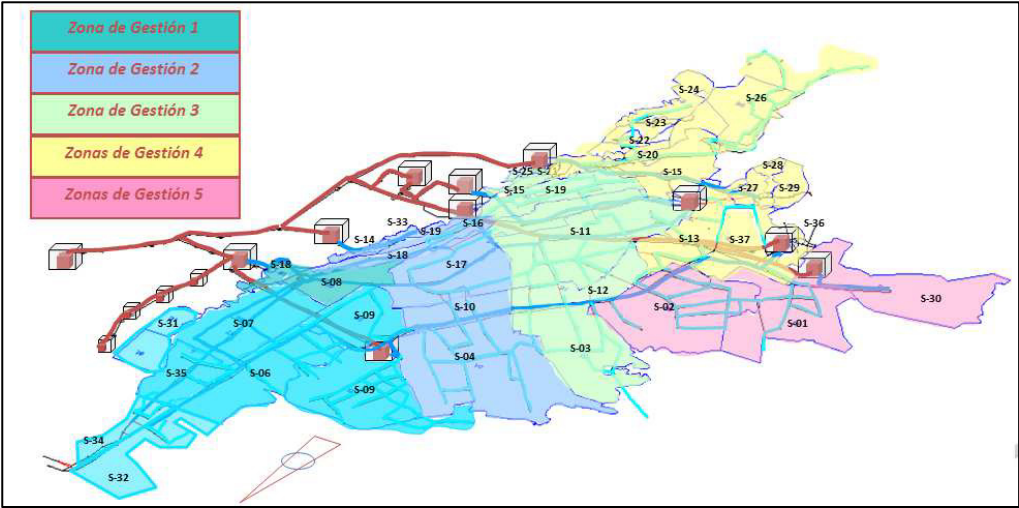 Zona de Gestión 1
Zona de Gestión 2
Zona de Gestión 3
Zonas de Gestión 4
Zonas de Gestión 5
S-24
S-26
S-23
S-22
S-20
S-28
S-25
S-15
S-27
S-29
S-15
S-19
S-33
S-16
S-36
S-19
S-11
S-14
S-13
S-37
S-18
S-17
S-18
S-08
S-12
S-30
S-02
S-10
S-31
S-07
S-09
S-01
S-03
S-04
S-35
S-06
S-09
S-34
S-32